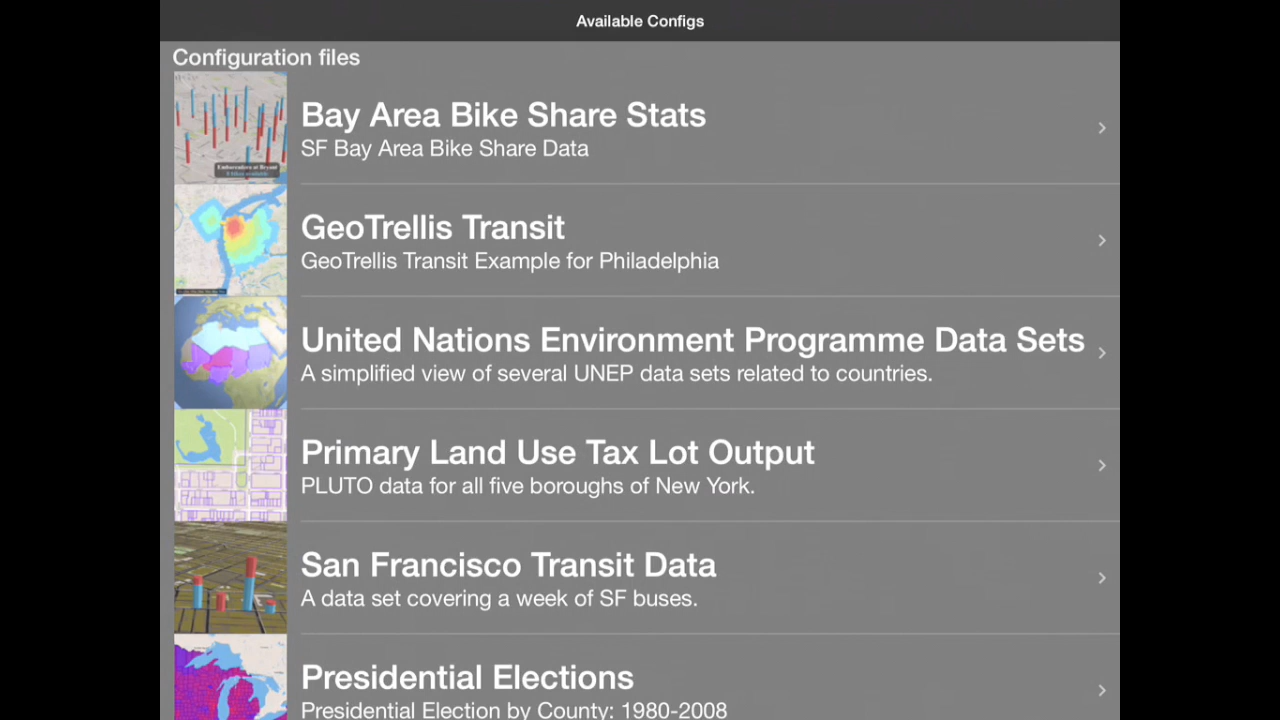 Available Configs
Configuration files
Bay Area Bike Share Stats
SF Bay Area Bike Share Data
Embarcadero at Bryant
GeoTrellis Transit
GeoTrellis Transit Example for Philadelphia
United Nations Environment Programme Data Sets
A simplified view of several UNEP data sets related to countries.
Primary Land Use Tax Lot Output
PLUTO data for all five boroughs of New York.
San Francisco Transit Data
A data set covering a week of SF buses.
Presidential Elections
Presidential Election by County: 1980-2008